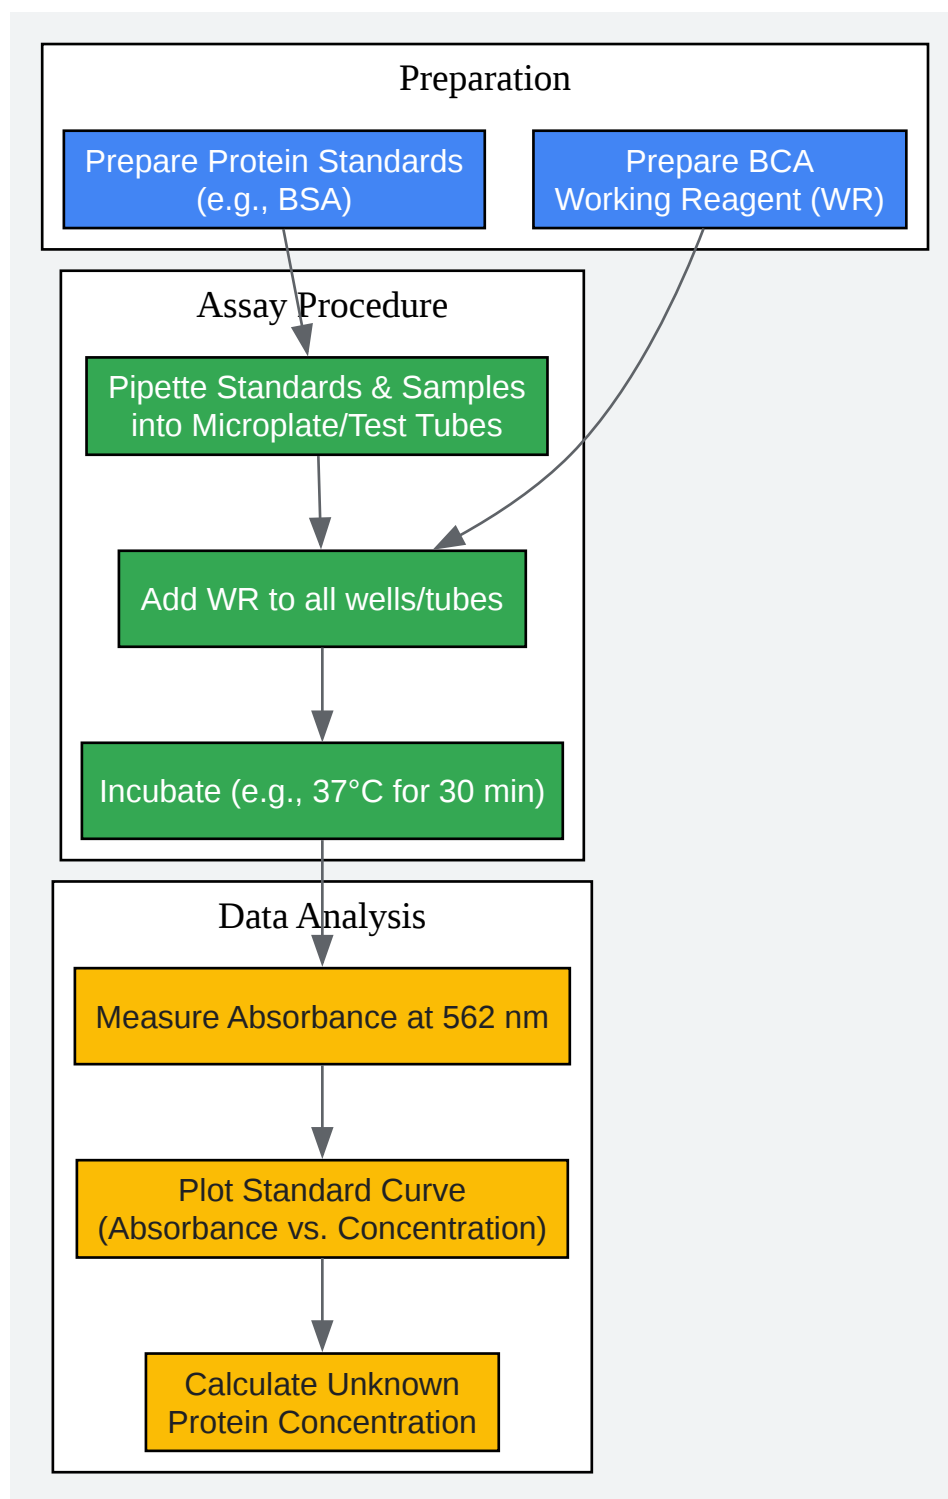 Preparation
Prepare Protein Standards
(e.g., BSA)
Prepare BCA
Working Reagent (WR)
Assay Procedure
Pipette Standards & Samples
into Microplate/Test Tubes
Add WR to all wells/tubes
Incubate (e.g., 37°C for 30 min)
Data Analysis
Measure Absorbance at 562 nm
Plot Standard Curve
(Absorbance vs. Concentration)
Calculate Unknown
Protein Concentration